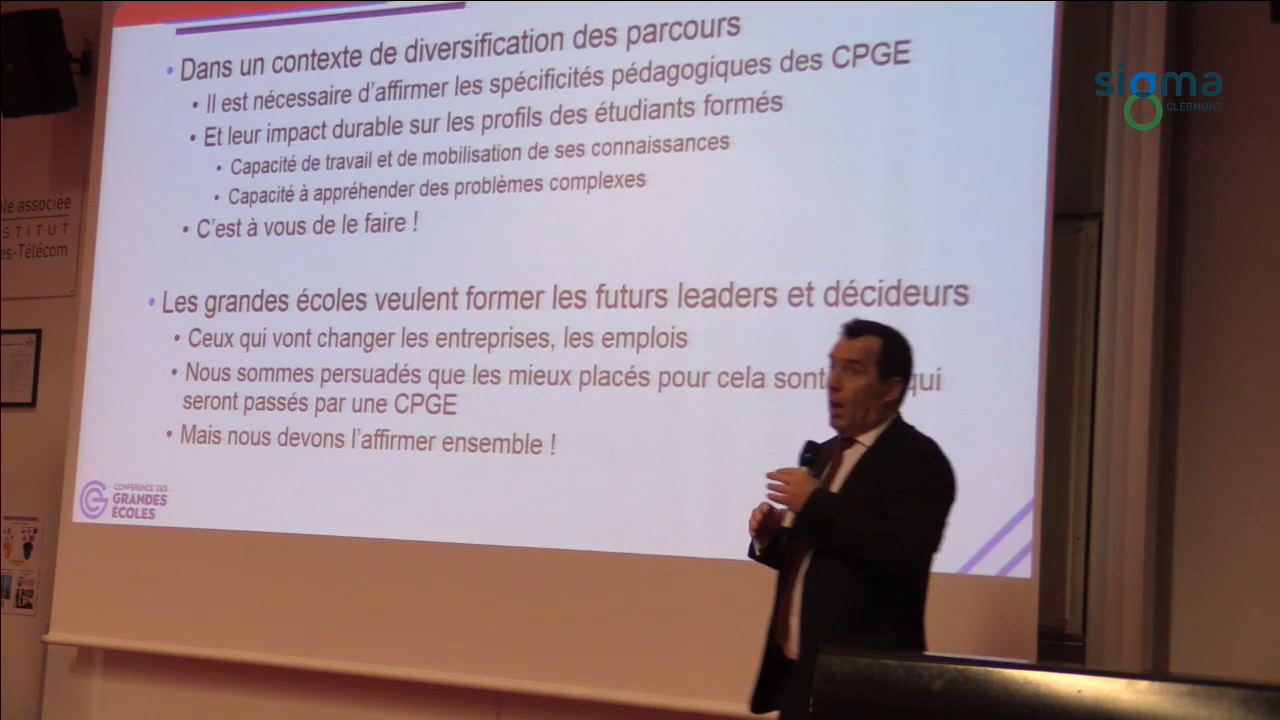 Dans un contexte de diversification des parcours
Il est nécessaire d'affirmer les spécificités pédagogiques des CPGE
Et leur impact durable sur les profils des étudiants formés
Capacité de travail et de mobilisation de ses connaissances
Capacité à appréhender des problèmes complexes
C'est à vous de le faire !
Les grandes écoles veulent former les futurs leaders et décideurs
Ceux qui vont changer les entreprises, les emplois
Nous sommes persuadés que les mieux placés pour cela sont qui
seront passés par une CPGE
Mais nous devons l'affirmer ensemble !
CONFÉRENCE DES
GRANDES
ÉCOLES
sigma
CLERMONT
le associée
STITUT
es-Télécom